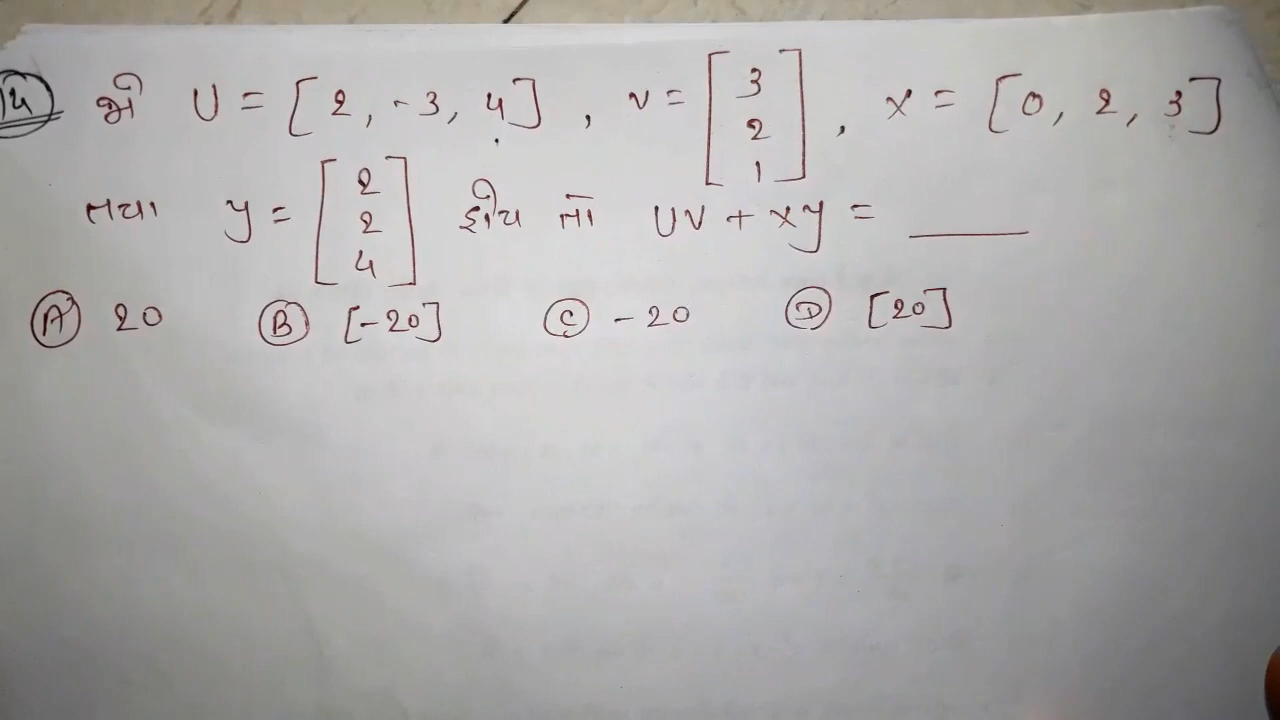 14 જો U = [ 2, -3, 4 ] , v = [ 3 2 1 ] , x = [ 0, 2, 3 ]
તથા y = [ 2 2 4 ] હોય તો uv + xy = ______
(A) 20 (B) [-20] (C) -20 (D) [20]